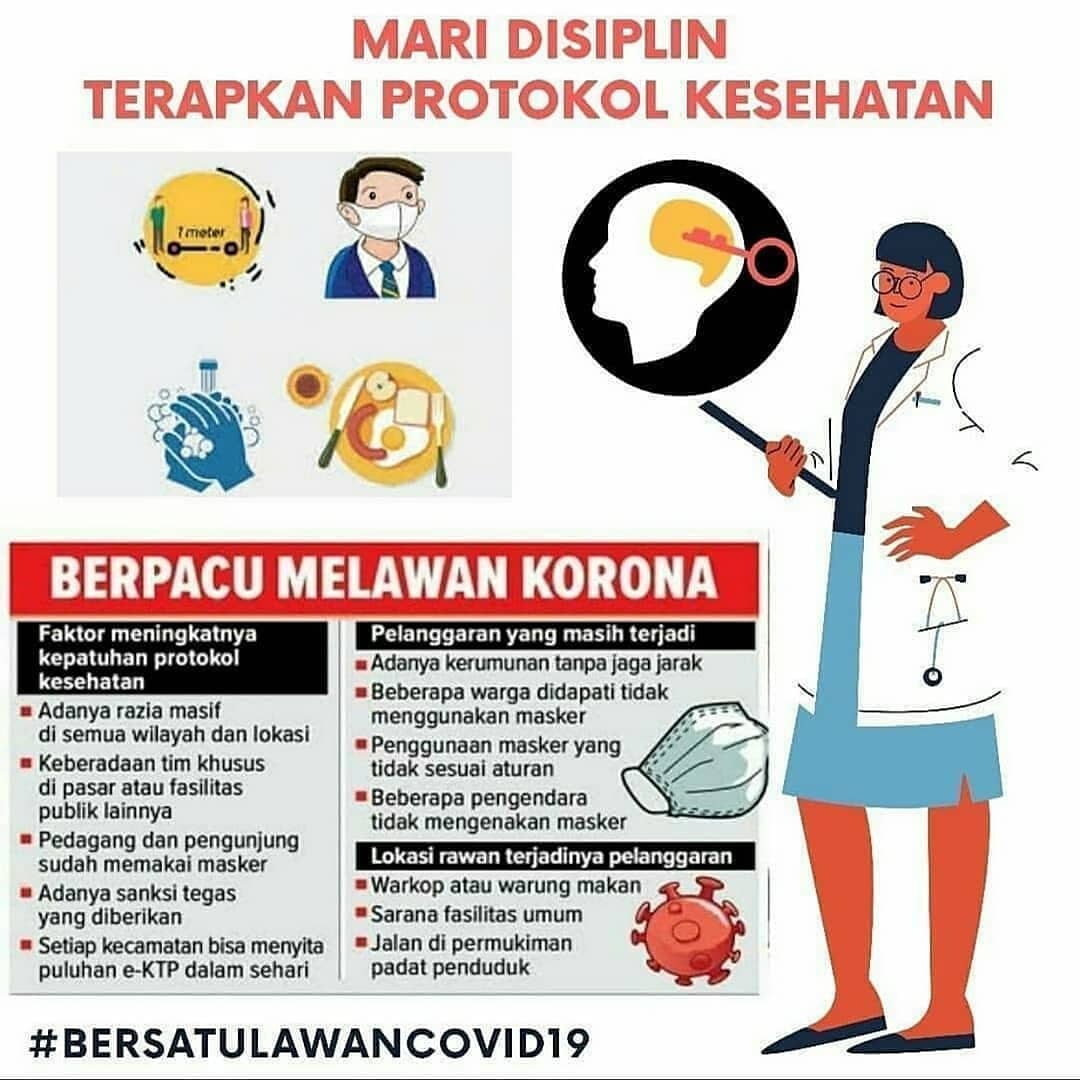 MARI DISIPLIN
TERAPKAN PROTOKOL KESEHATAN
1 meter
BERPACU MELAWAN KORONA
Faktor meningkatnya
kepatuhan protokol
kesehatan
Adanya razia masif
di semua wilayah dan lokasi
Keberadaan tim khusus
di pasar atau fasilitas
publik lainnya
Pedagang dan pengunjung
sudah memakai masker
Adanya sanksi tegas
yang diberikan
Setiap kecamatan bisa menyita
puluhan e-KTP dalam sehari
Pelanggaran yang masih terjadi
Adanya kerumunan tanpa jaga jarak
Beberapa warga didapati tidak
menggunakan masker
Penggunaan masker yang
tidak sesuai aturan
Beberapa pengendara
tidak mengenakan masker
Lokasi rawan terjadinya pelanggaran
Warkop atau warung makan
Sarana fasilitas umum
Jalan di permukiman
padat penduduk
#BERSATULAWANCOVID19